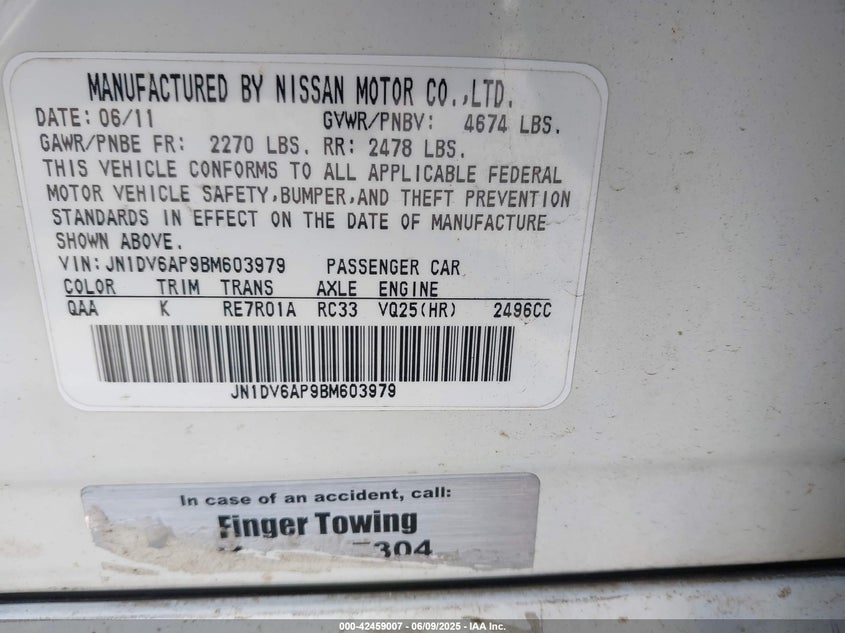 MANUFACTURED BY NISSAN MOTOR CO.,LTD.
DATE: 06/11 GVWR/PNBV: 4674 LBS.
GAWR/PNBE FR: 2270 LBS. RR: 2478 LBS.
THIS VEHICLE CONFORMS TO ALL APPLICABLE FEDERAL
MOTOR VEHICLE SAFETY,BUMPER,AND THEFT PREVENTION
STANDARDS IN EFFECT ON THE DATE OF MANUFACTURE
SHOWN ABOVE.
VIN: JN1DV6AP9BM603979 PASSENGER CAR
COLOR TRIM TRANS AXLE ENGINE
QAA K RE7R01A RC33 VQ25(HR) 2496CC
JN1DV6AP9BM603979
In case of an accident, call:
Finger Towing
304
000-42459007 - 06/09/2025 - IAA Inc.